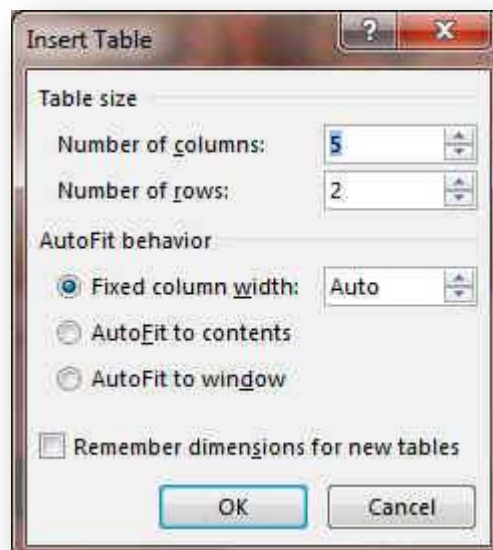 Insert Table
?
Table size
Number of columns: 5
Number of rows: 2
AutoFit behavior
Fixed column width: Auto
AutoFit to contents
AutoFit to window
Remember dimensions for new tables
OK Cancel